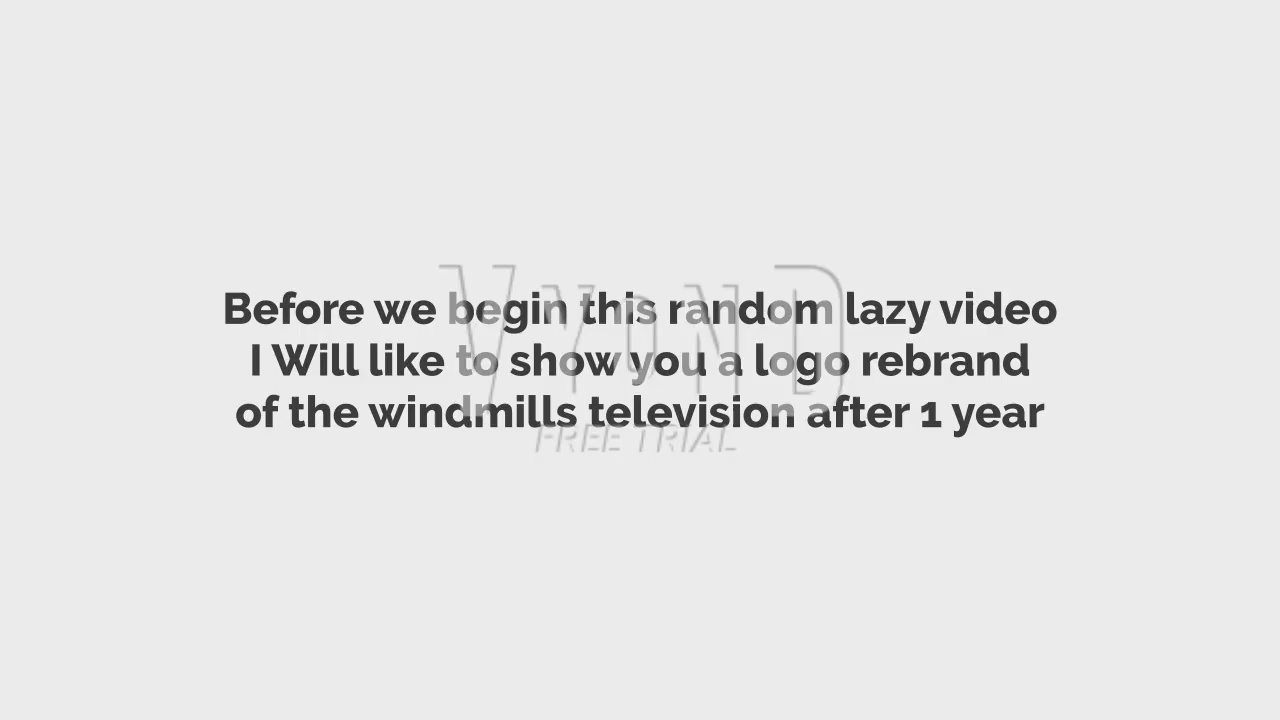 Before we begin this random lazy video
I Will like to show you a logo rebrand
of the windmills television after 1 year
VYOND
FREE TRIAL